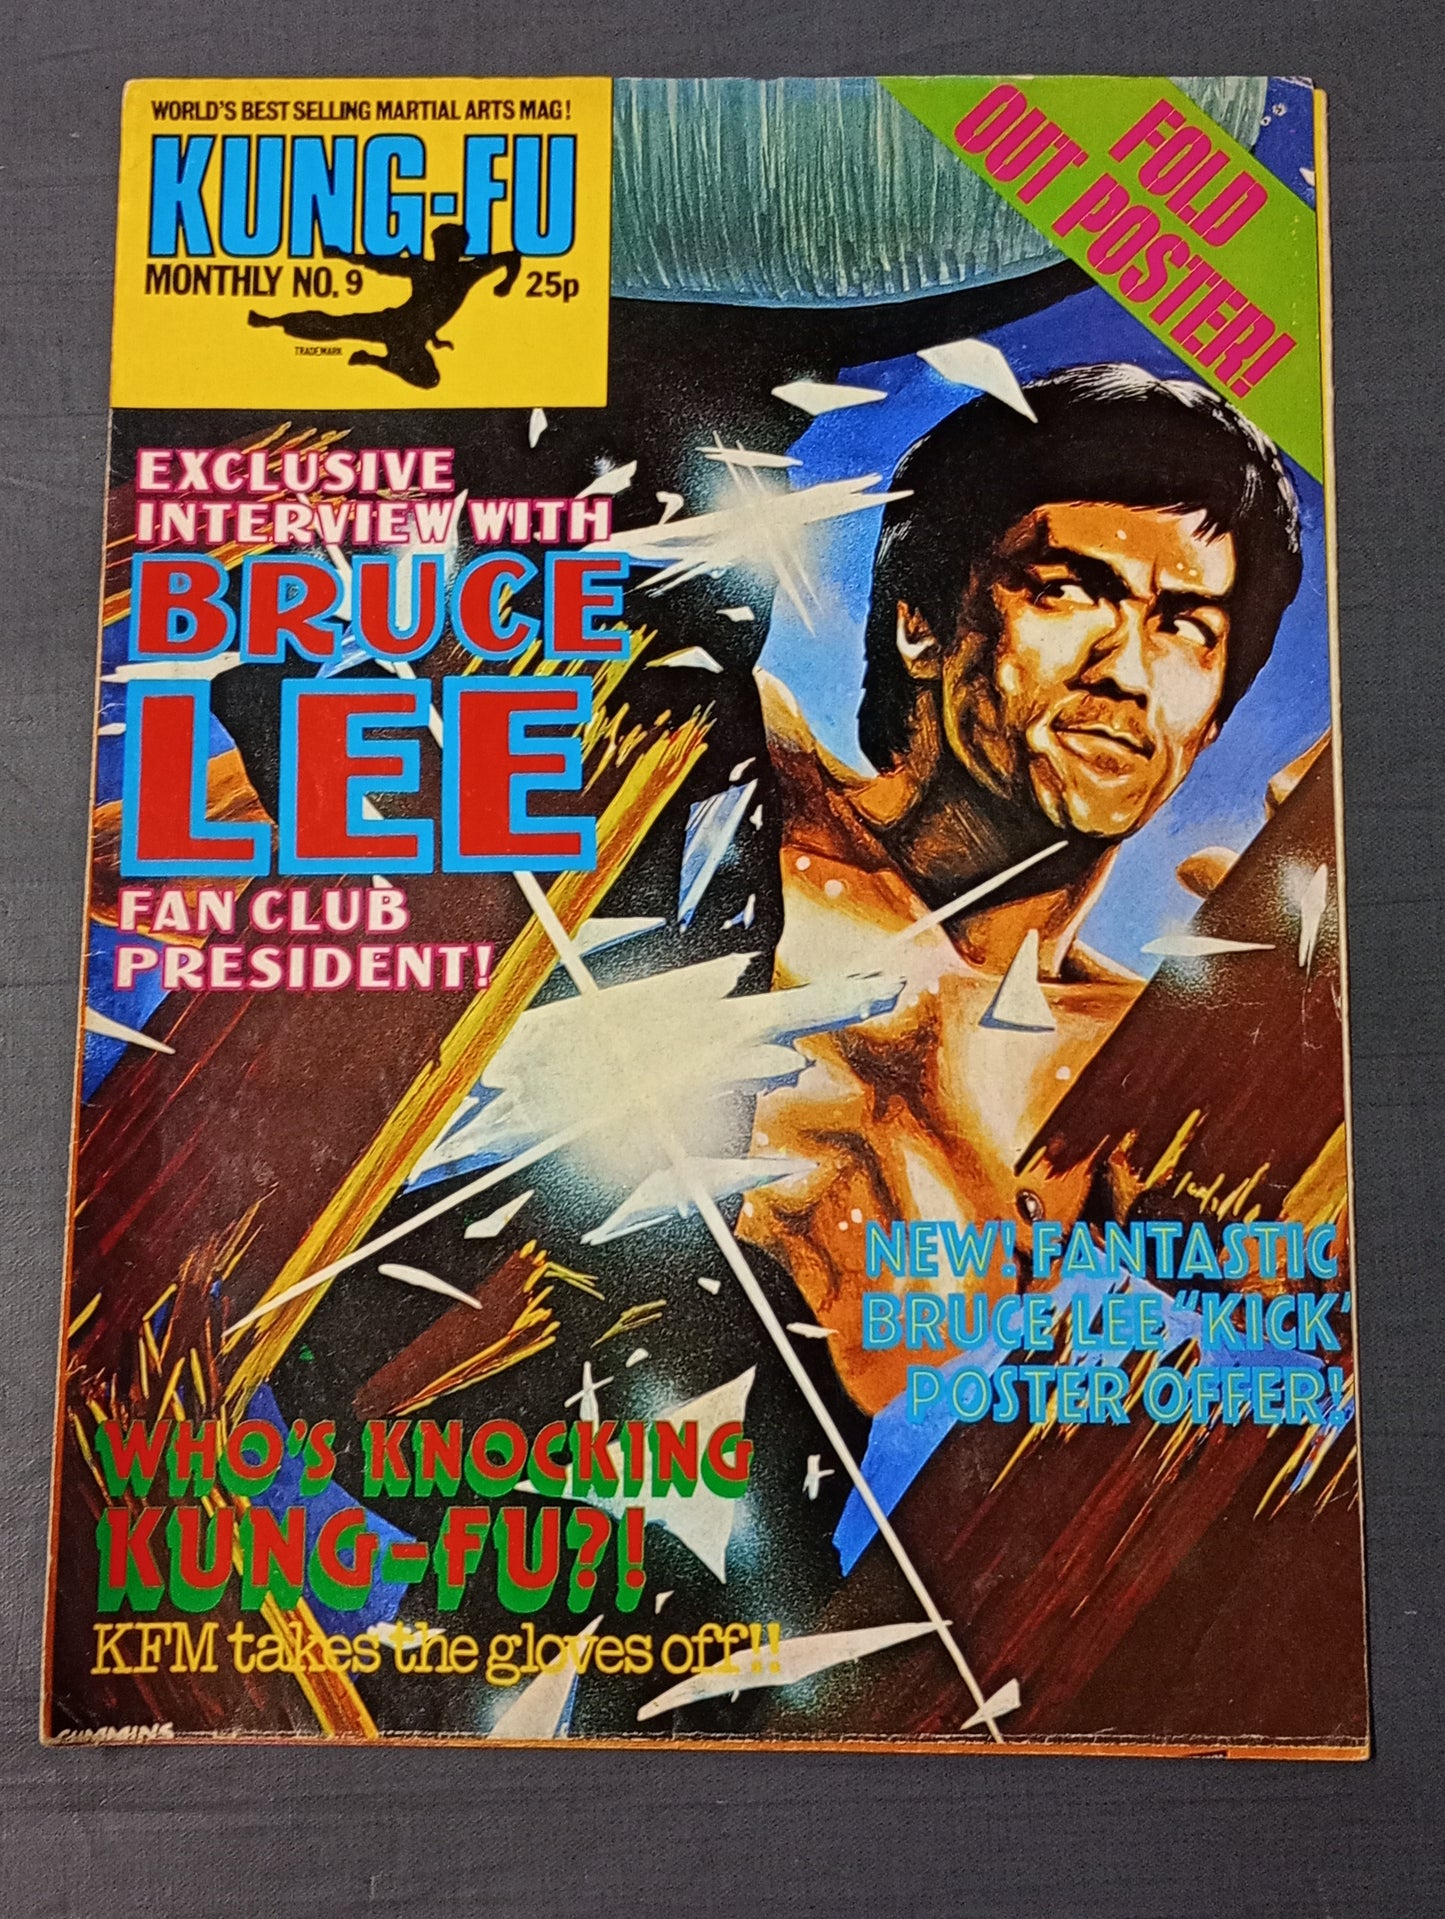 WORLD'S BEST SELLING MARTIAL ARTS MAG!
KUNG-FU
MONTHLY NO. 9
25p
TRADE MARK
FOLD
OUT POSTER!
EXCLUSIVE
INTERVIEW WITH
BRUCE
LEE
FAN CLUB
PRESIDENT!
NEW! FANTASTIC
BRUCE LEE "KICK"
POSTER OFFER!
WHO'S KNOCKING
KUNG-FU?!
KFM takes the gloves off!!
CUMMINS